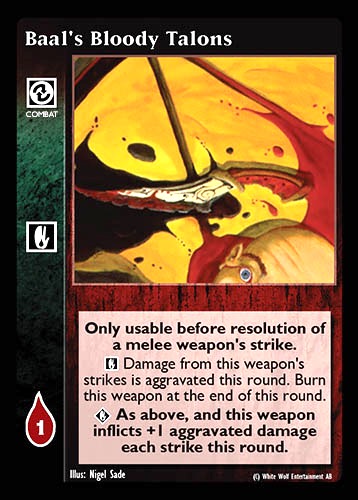 Baal's Bloody Talons
COMBAT
Only usable before resolution of
a melee weapon's strike.
Damage from this weapon's
strikes is aggravated this round. Burn
this weapon at the end of this round.
As above, and this weapon
inflicts +1 aggravated damage
each strike this round.
1
Illus: Nigel Sade
(C) White Wolf Entertainment AB